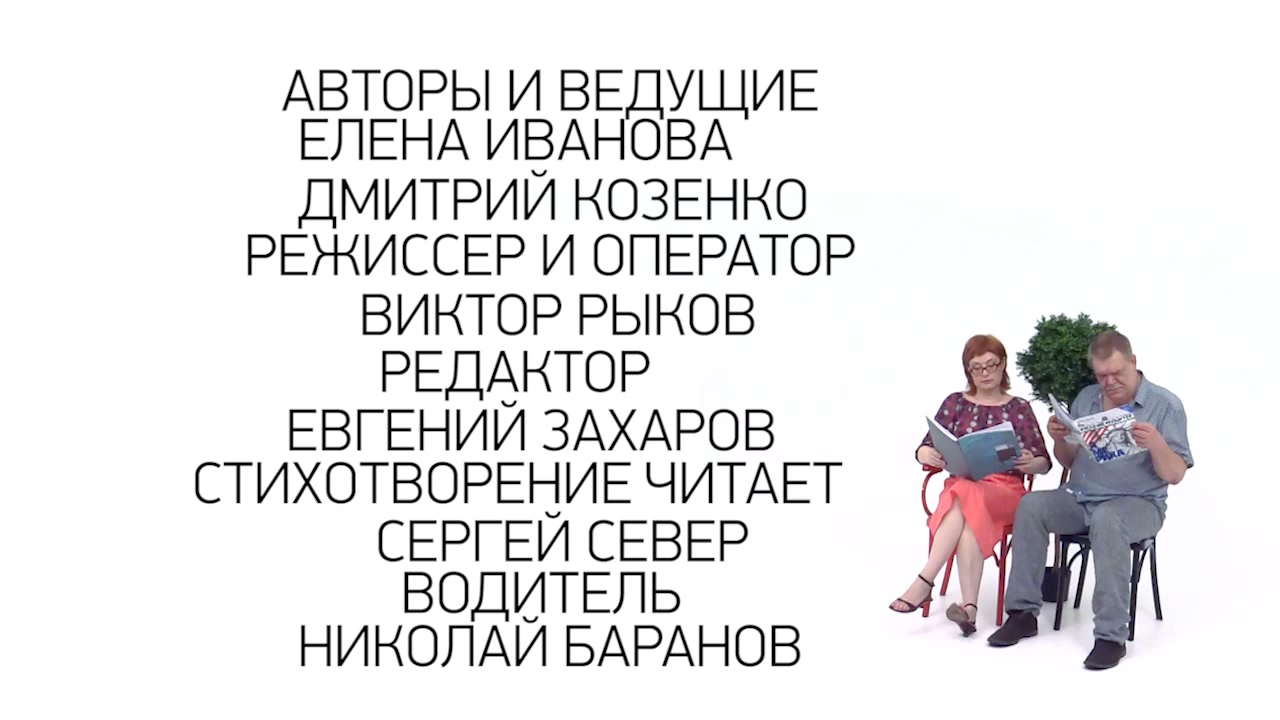 АВТОРЫ И ВЕДУЩИЕ
ЕЛЕНА ИВАНОВА
ДМИТРИЙ КОЗЕНКО
РЕЖИССЕР И ОПЕРАТОР
ВИКТОР РЫКОВ
РЕДАКТОР
ЕВГЕНИЙ ЗАХАРОВ
СТИХОТВОРЕНИЕ ЧИТАЕТ
СЕРГЕЙ СЕВЕР
ВОДИТЕЛЬ
НИКОЛАЙ БАРАНОВ